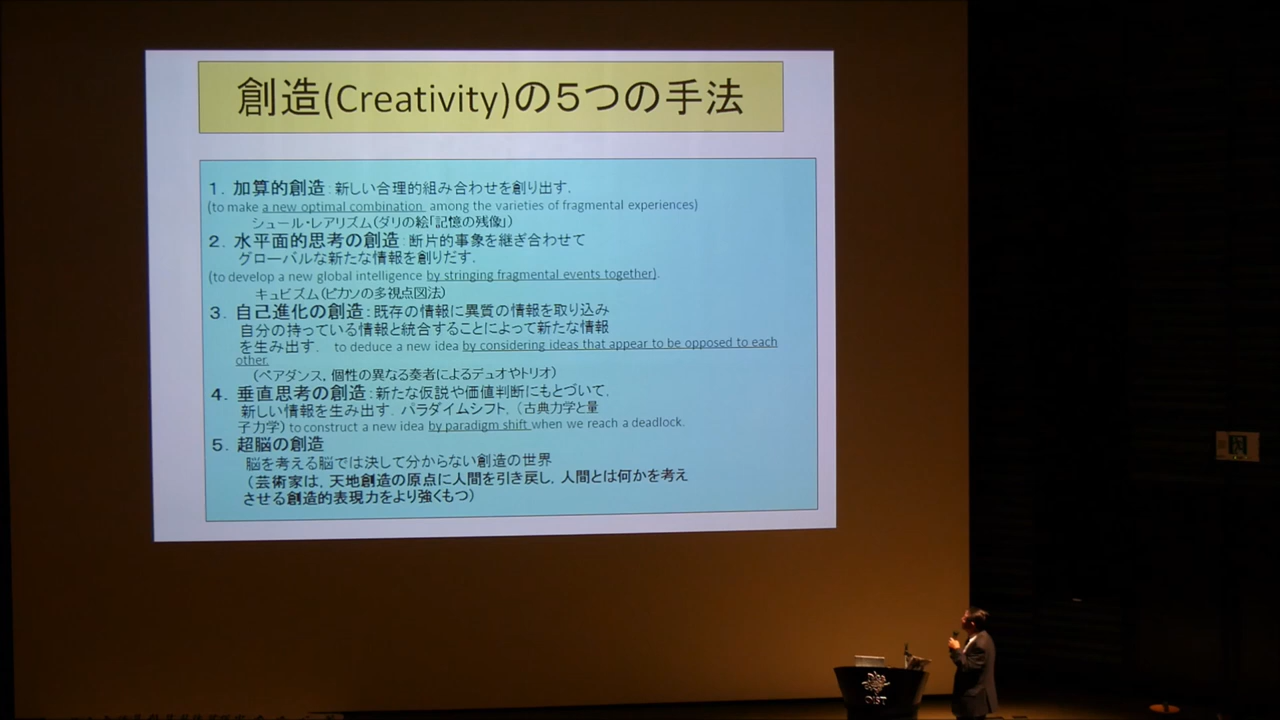 創造(Creativity)の５つの手法
１．加算的創造：新しい合理的組み合わせを創り出す．
(to make a new optimal combination among the varieties of fragmental experiences)
シュール・レアリズム（ダリの絵「記憶の残像」）
２．水平面的思考の創造：断片的事象を継ぎ合わせて
グローバルな新たな情報を創りだす．
(to develop a new global intelligence by stringing fragmental events together).
キュビズム（ピカソの多視点図法）
３．自己進化の創造：既存の情報に異質の情報を取り込み
自分の持っている情報と統合することによって新たな情報
を生み出す． to deduce a new idea by considering ideas that appear to be opposed to each
other.
（ペアダンス，個性の異なる奏者によるデュオやトリオ）
４．垂直思考の創造：新たな仮説や価値判断にもとづいて，
新しい情報を生み出す．パラダイムシフト，（古典力学と量
子力学） to construct a new idea by paradigm shift when we reach a deadlock.
５．超脳の創造
脳を考える脳では決して分からない創造の世界
（芸術家は，天地創造の原点に人間を引き戻し，人間とは何かを考え
させる創造的表現力をより強くもつ）
OIST